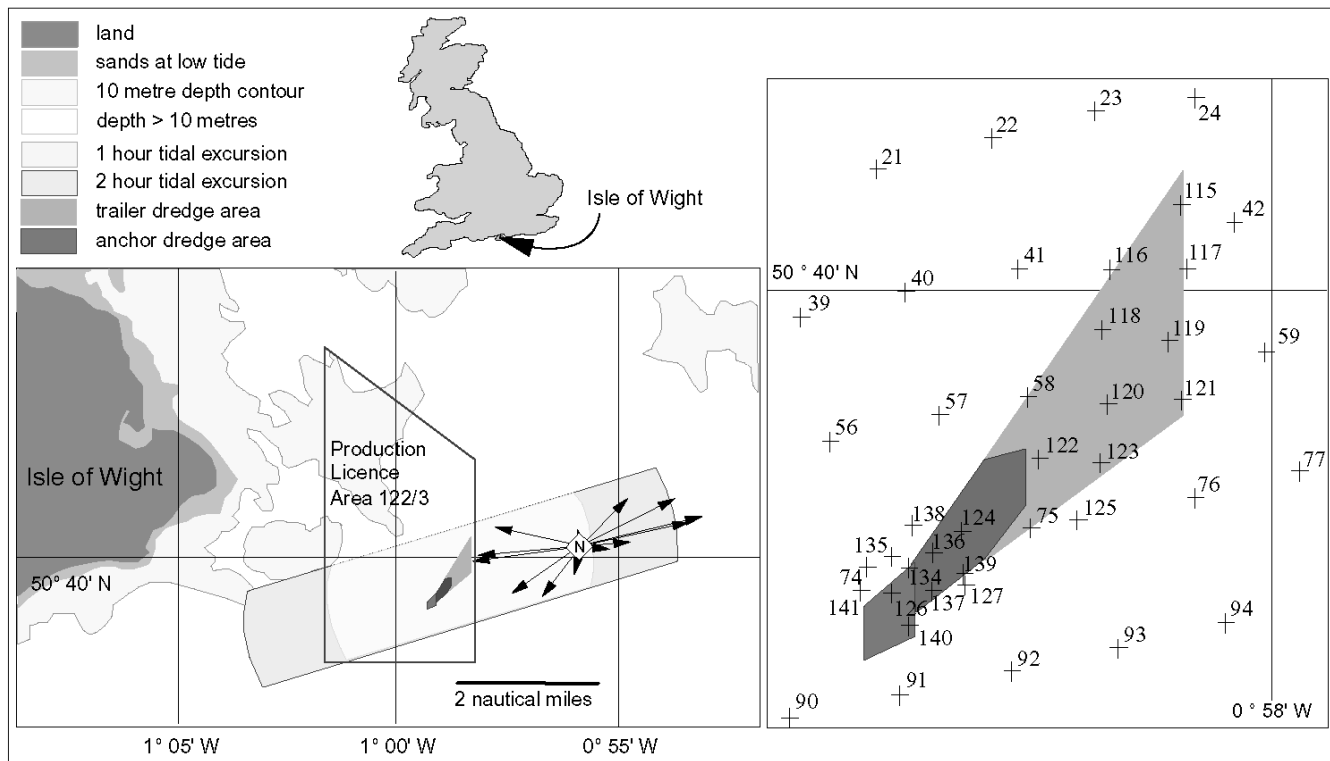 land
sands at low tide
10 metre depth contour
depth > 10 metres
1 hour tidal excursion
2 hour tidal excursion
trailer dredge area
anchor dredge area
Isle of Wight
Isle of Wight
Production
Licence
Area 122/3
N
50° 40' N
2 nautical miles
1° 05' W
1° 00' W
0° 55' W
23
24
22
21
115
42
41
116
117
50 ° 40' N
40
39
118
119
59
58
120
121
57
56
122
123
77
76
138
124
75
125
135
136
74
134
139
141
126
137
127
94
140
93
92
91
90
0 ° 58' W